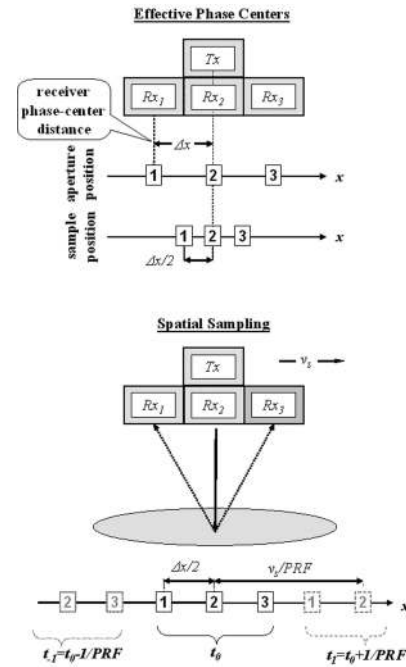 Effective Phase Centers
Tx
Rx₁ Rx₂ Rx₃
receiver
phase-center
distance
Δx
aperture
position
1 2 3 x
sample
position
1 2 3 x
Δx/2
Spatial Sampling
Tx
vₛ
Rx₁ Rx₂ Rx₃
Δx/2 vₛ/PRF
2 3 1 2 3 1 2 x
t₋₁=t₀-1/PRF t₀ t₁=t₀+1/PRF